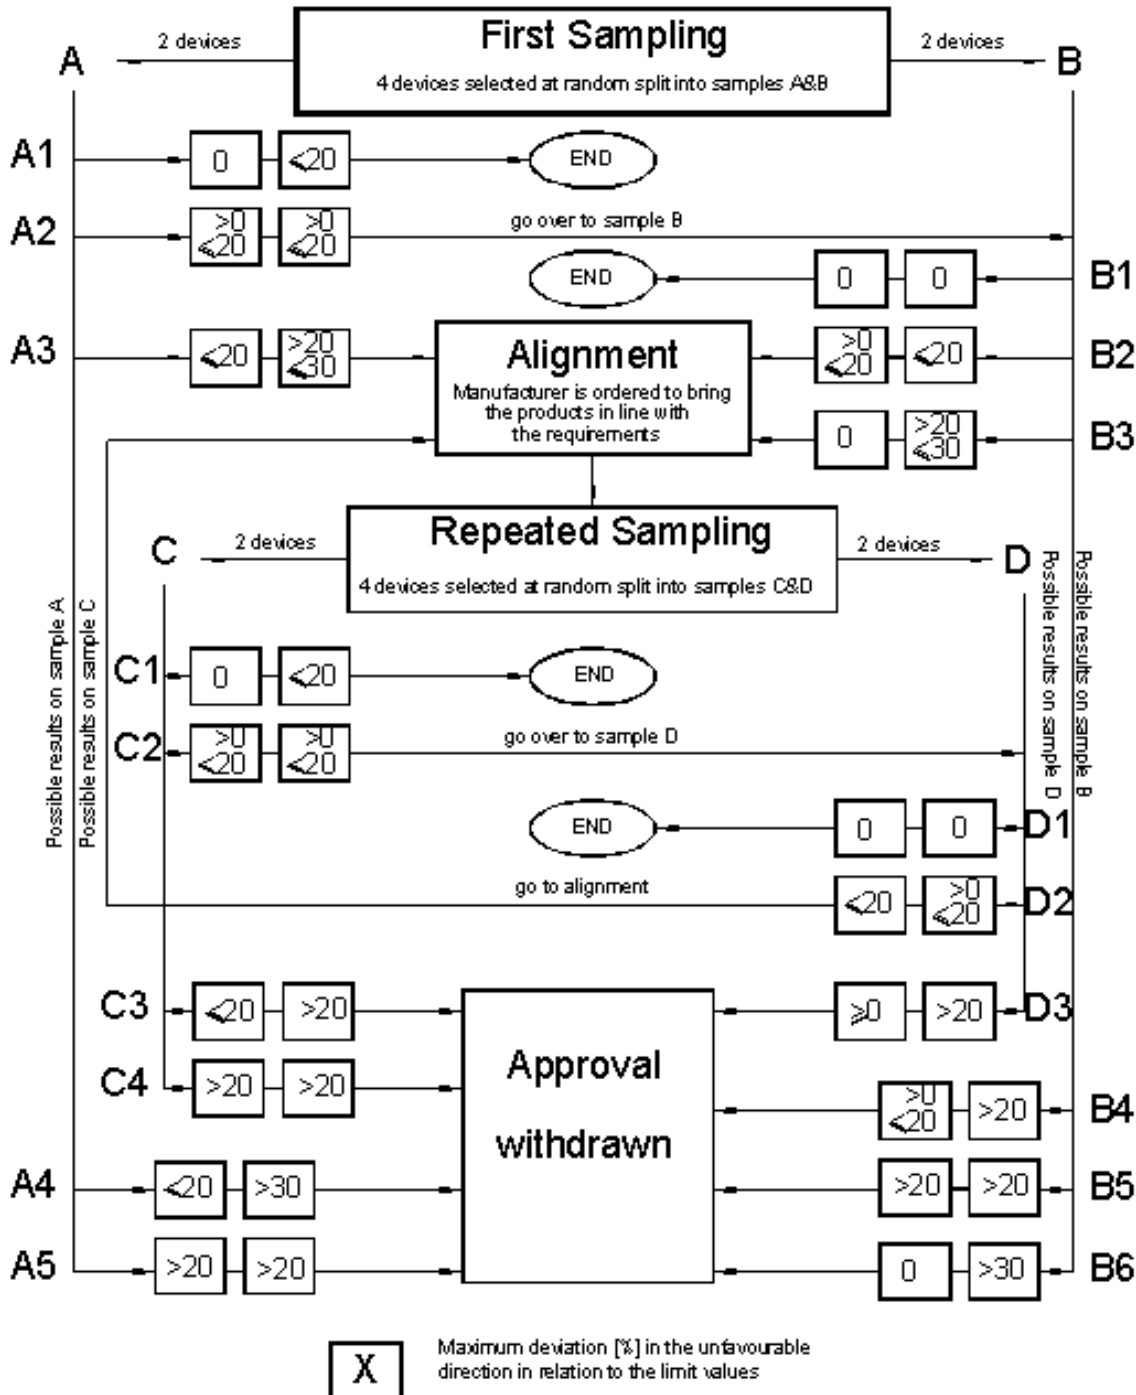 First Sampling
4 devices selected at random split into samples A&B
A
2 devices
2 devices
B
A1
0
⩽20
END
A2
>0
⩽20
>0
⩽20
go over to sample B
END
0
0
B1
A3
⩽20
>20
⩽30
Alignment
Manufacturer is ordered to bring
the products in line with
the requirements
>0
⩽20
⩽20
B2
0
>20
⩽30
B3
C
2 devices
Repeated Sampling
4 devices selected at random split into samples C&D
2 devices
D
Possible results on sample A
Possible results on sample C
Possible results on sample D
Possible results on sample B
C1
0
⩽20
END
C2
>0
⩽20
>0
⩽20
go over to sample D
END
0
0
D1
go to alignment
⩽20
>0
⩽20
D2
C3
⩽20
>20
Approval
withdrawn
⩾0
>20
D3
C4
>20
>20
>0
⩽20
>20
B4
A4
⩽20
>30
>20
>20
B5
A5
>20
>20
0
>30
B6
X
Maximum deviation [%] in the unfavourable
direction in relation to the limit values